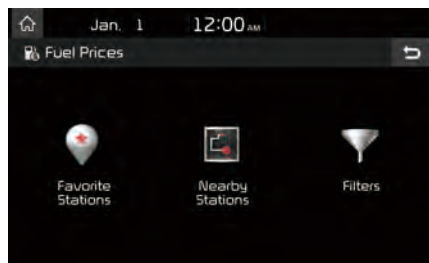 Jan. 1 12:00 AM
Fuel Prices
Favorite Stations
Nearby Stations
Filters